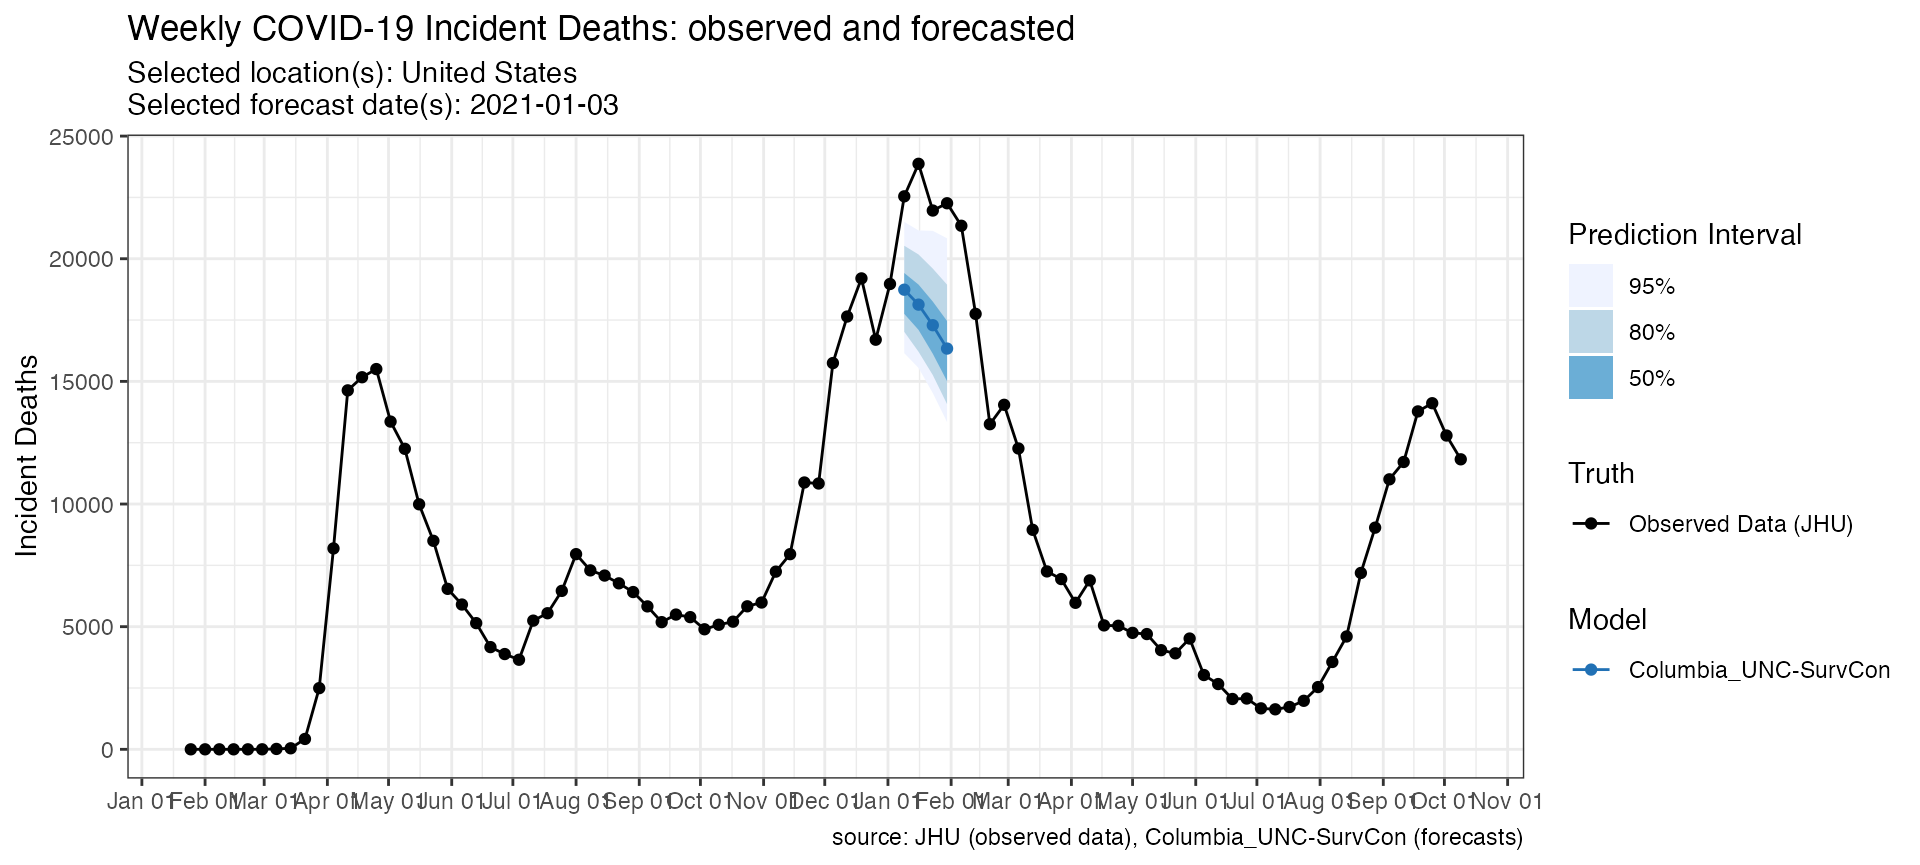 Weekly COVID-19 Incident Deaths: observed and forecasted
Selected location(s): United States
Selected forecast date(s): 2021-01-03
25000
20000
15000
10000
5000
0
Incident Deaths
Jan 01 Feb 01 Mar 01 Apr 01 May 01 Jun 01 Jul 01 Aug 01 Sep 01 Oct 01 Nov 01 Dec 01 Jan 01 Feb 01 Mar 01 Apr 01 May 01 Jun 01 Jul 01 Aug 01 Sep 01 Oct 01 Nov 01
source: JHU (observed data), Columbia_UNC-SurvCon (forecasts)
Prediction Interval
95%
80%
50%
Truth
Observed Data (JHU)
Model
Columbia_UNC-SurvCon